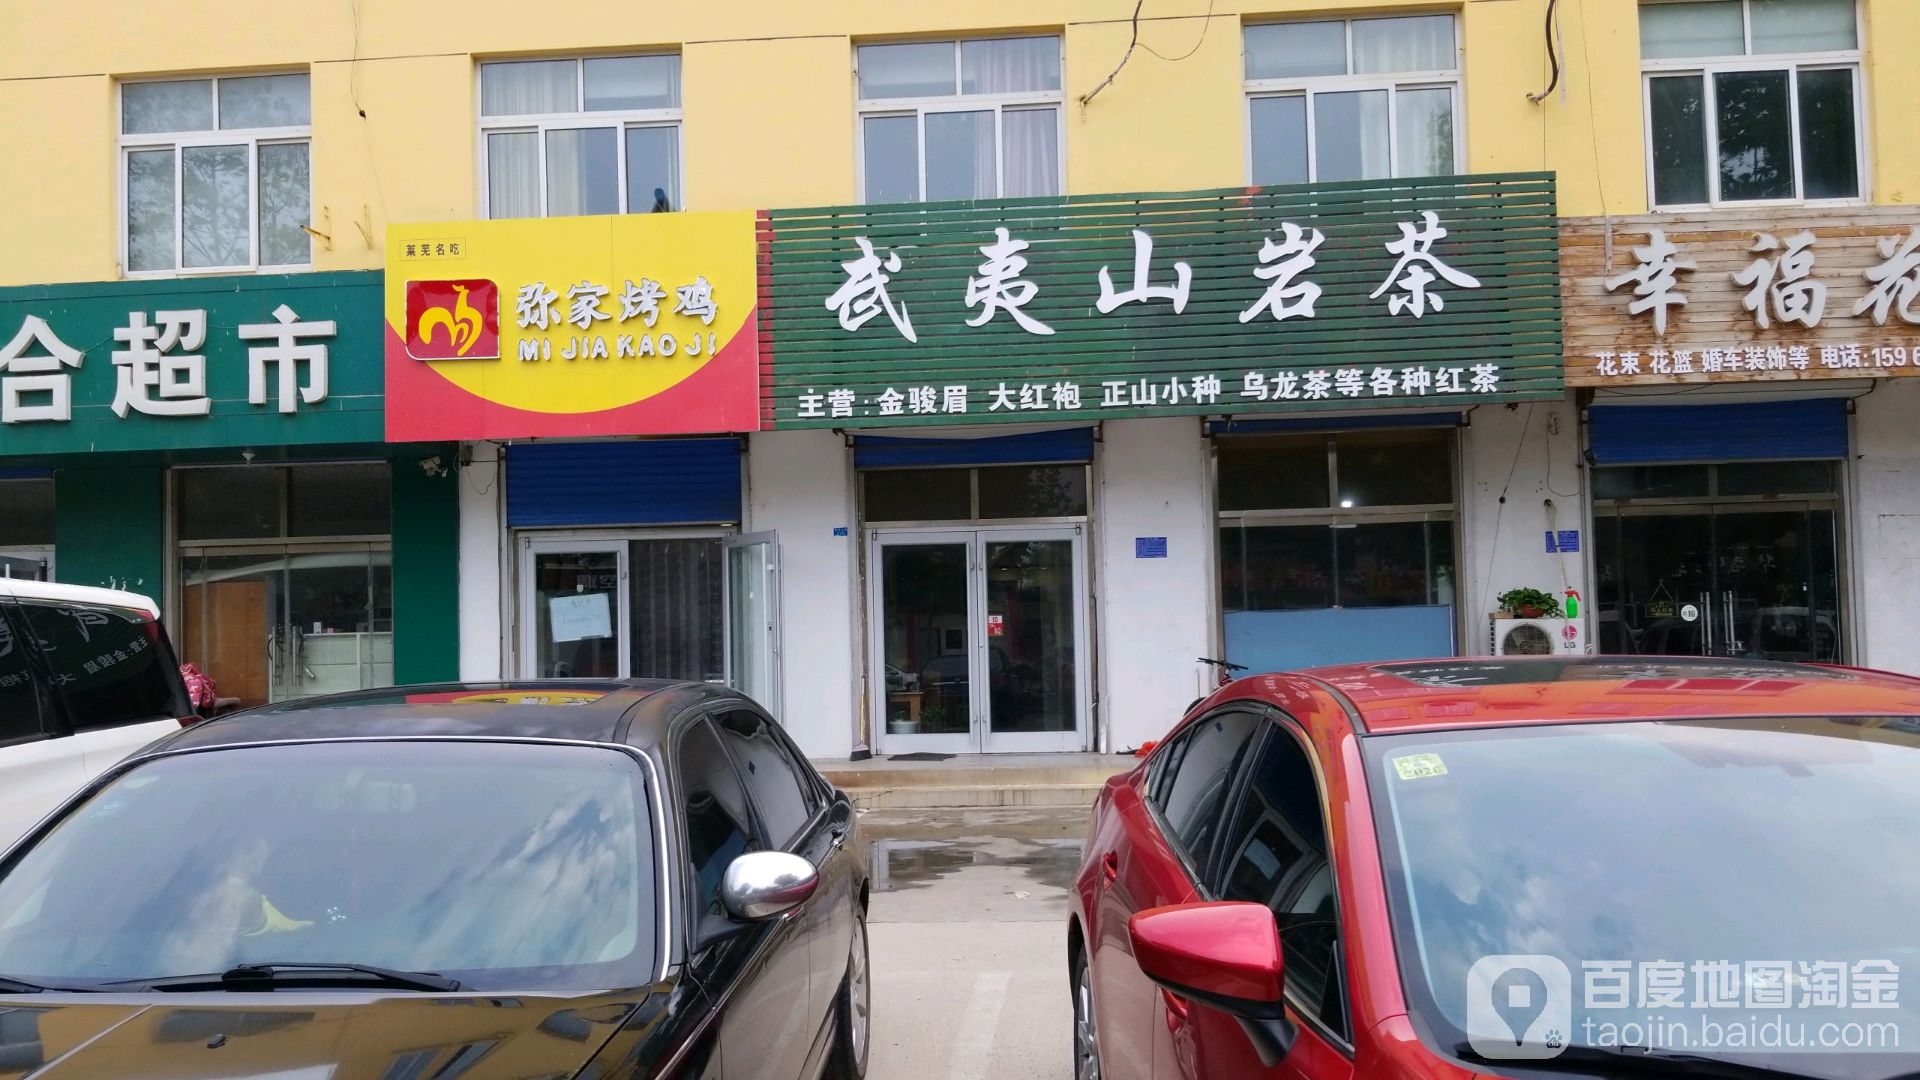 合超市
莱芜名吃
弥家烤鸡
MI JIA KAO JI
武夷山岩茶
主营:金骏眉 大红袍 正山小种 乌龙茶等各种红茶
幸福花
花束 花篮 婚车装饰等 电话:159
LG
2020
百度地图淘金
taojin.baidu.com